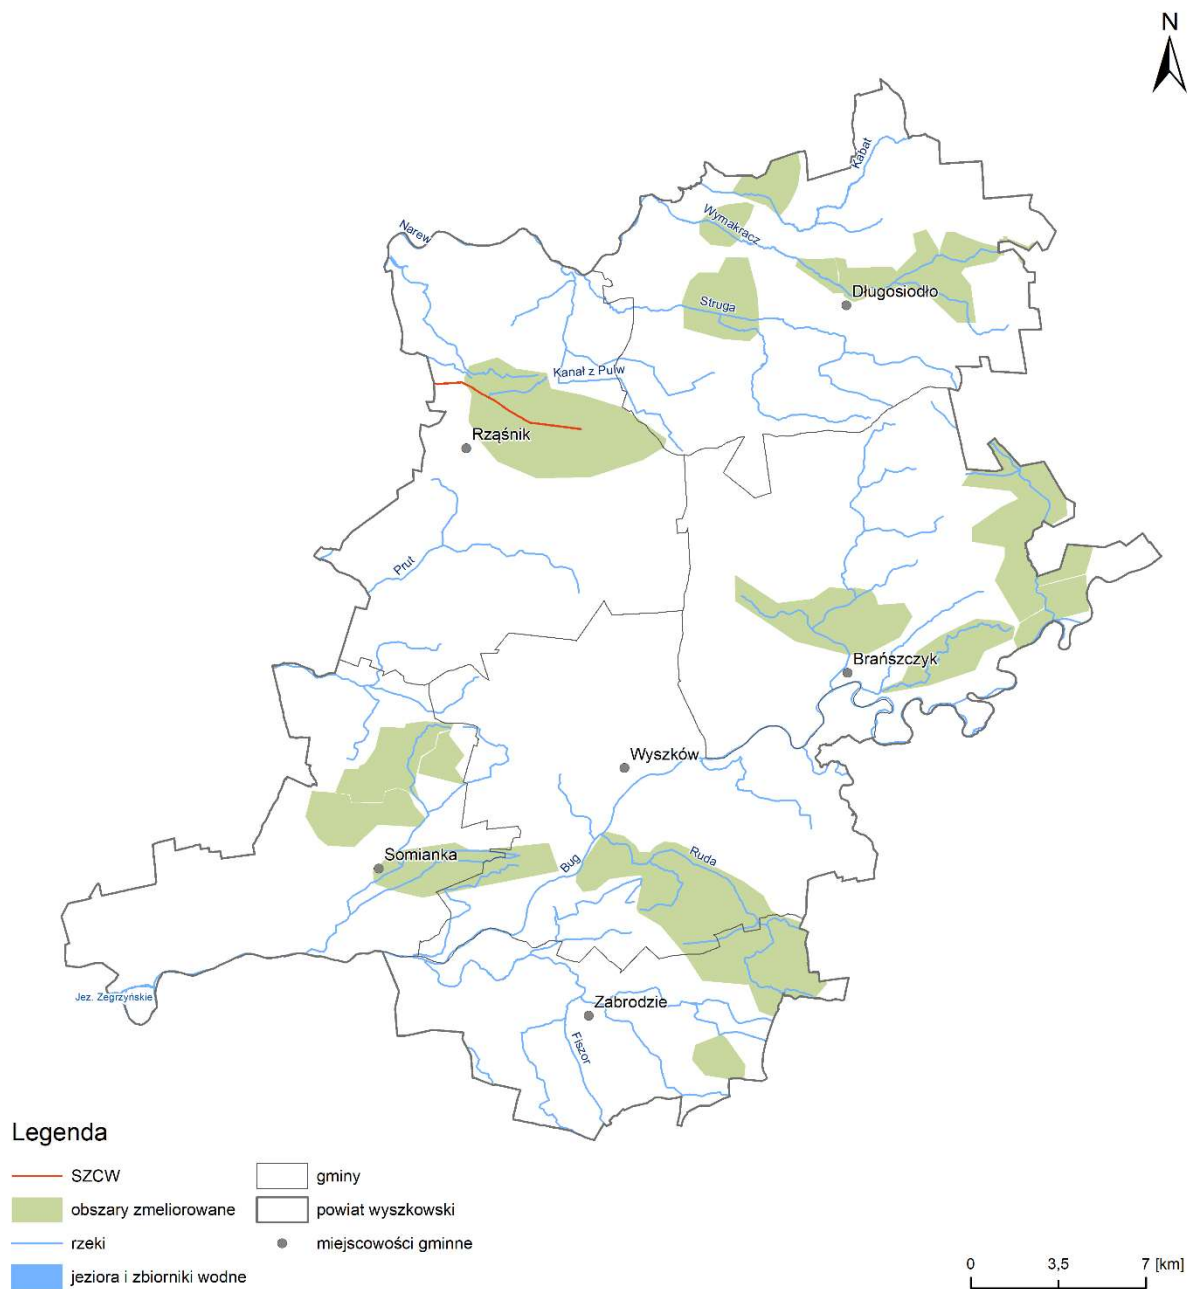 N
Kabat
Wymakracz
Narew
Długosiodło
Struga
Kanał z Pulw
Rząśnik
Prut
Brańszczyk
Wyszków
Somianka
Bug
Ruda
Jez. Zegrzyńskie
Zabrodzie
Fiszor
Legenda
SZCW
gminy
obszary zmeliorowane
powiat wyszkowski
rzeki
miejscowości gminne
jeziora i zbiorniki wodne
0 3,5 7 [km]